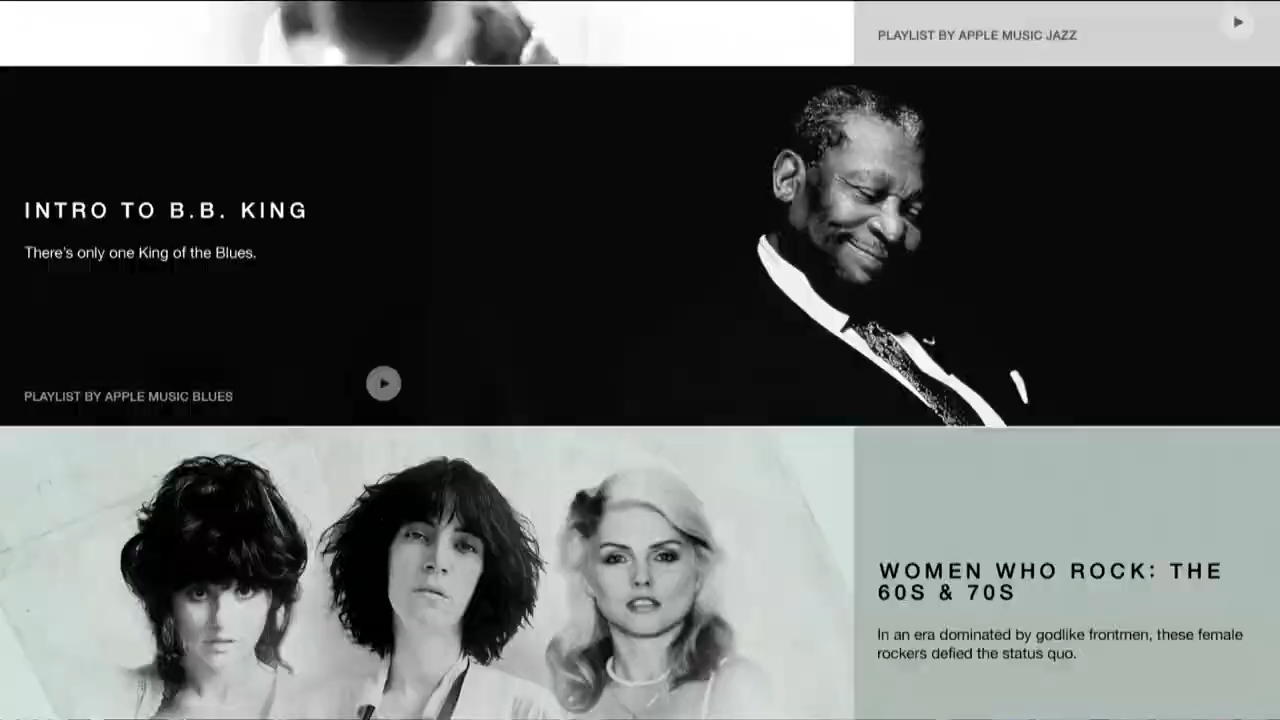 PLAYLIST BY APPLE MUSIC JAZZ
INTRO TO B.B. KING
There's only one King of the Blues.
PLAYLIST BY APPLE MUSIC BLUES
WOMEN WHO ROCK: THE
60S & 70S
In an era dominated by godlike frontmen, these female
rockers defied the status quo.